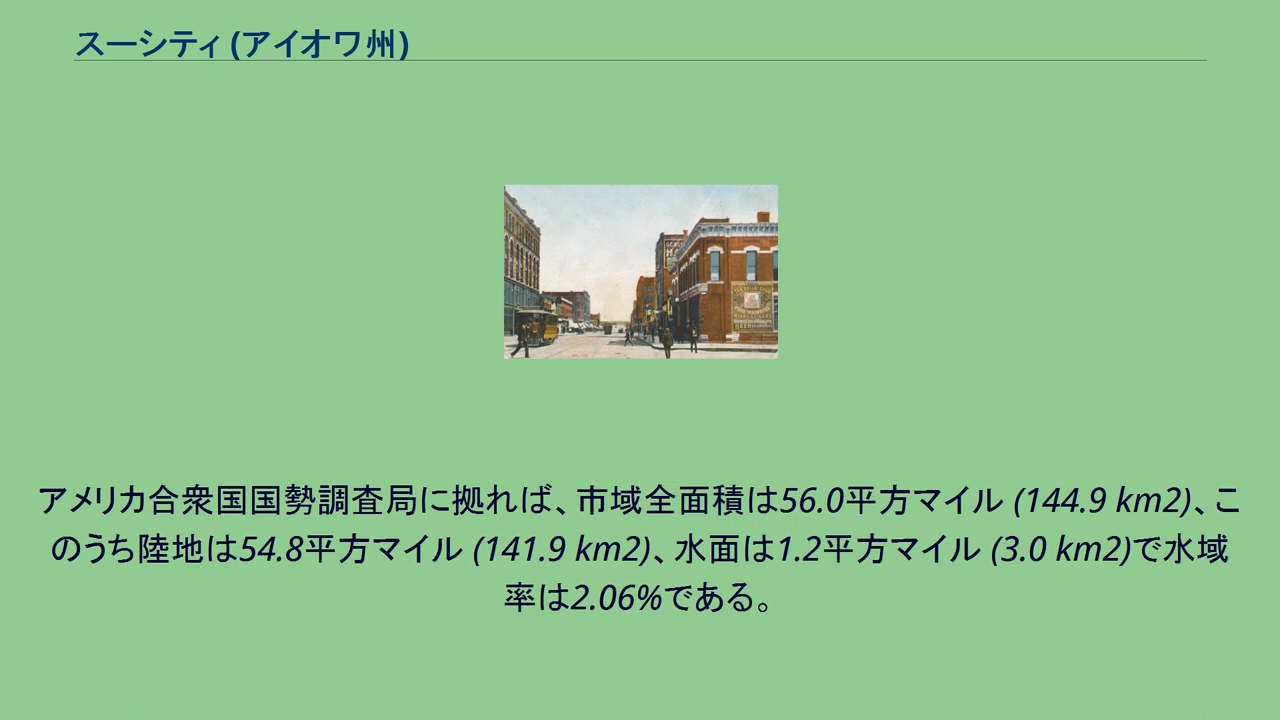 スーシティ (アイオワ州)
アメリカ合衆国国勢調査局に拠れば、市域全面積は56.0平方マイル (144.9 km2)、こ
のうち陸地は54.8平方マイル (141.9 km2)、水面は1.2平方マイル (3.0 km2)で水域
率は2.06%である。